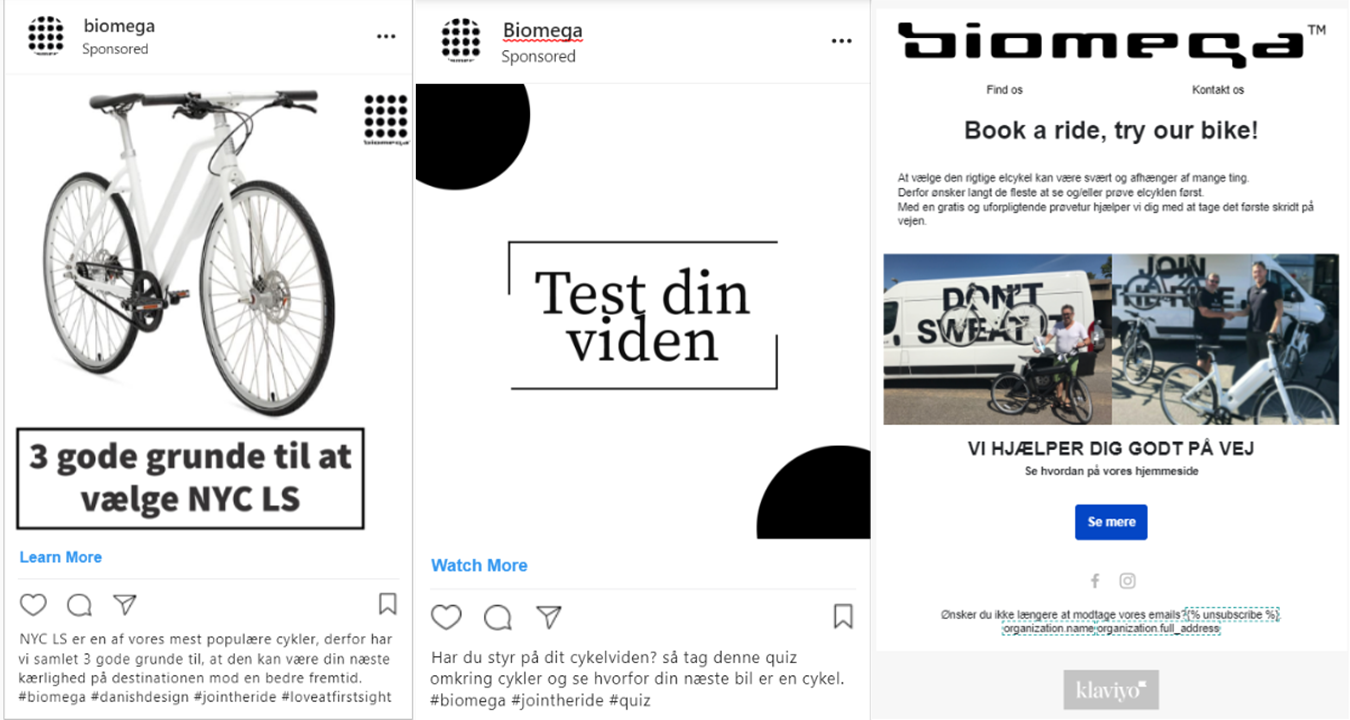 biomega
Sponsored
biomega
3 gode grunde til at
vælge NYC LS
Learn More
NYC LS er en af vores mest populære cykler, derfor har
vi samlet 3 gode grunde til, at den kan være din næste
kærlighed på destinationen mod en bedre fremtid.
#biomega #danishdesign #jointheride #loveatfirstsight
Biomega
Sponsored
Test din
viden
Watch More
Har du styr på dit cykelviden? så tag denne quiz
omkring cykler og se hvorfor din næste bil er en cykel.
#biomega #jointheride #quiz
biomega™
Find os
Kontakt os
Book a ride, try our bike!
At vælge den rigtige elcykel kan være svært og afhænger af mange ting.
Derfor ønsker langt de fleste at se og/eller prøve elcyklen først.
Med en gratis og uforpligtende prøvetur hjælper vi dig med at tage det første skridt på
vejen.
DON'T
SWEAT
JOIN
THE RIDE.
VI HJÆLPER DIG GODT PÅ VEJ
Se hvordan på vores hjemmeside
Se mere
Ønsker du ikke længere at modtage vores emails? {% unsubscribe %}.
organization.name organization.full_address
klaviyo